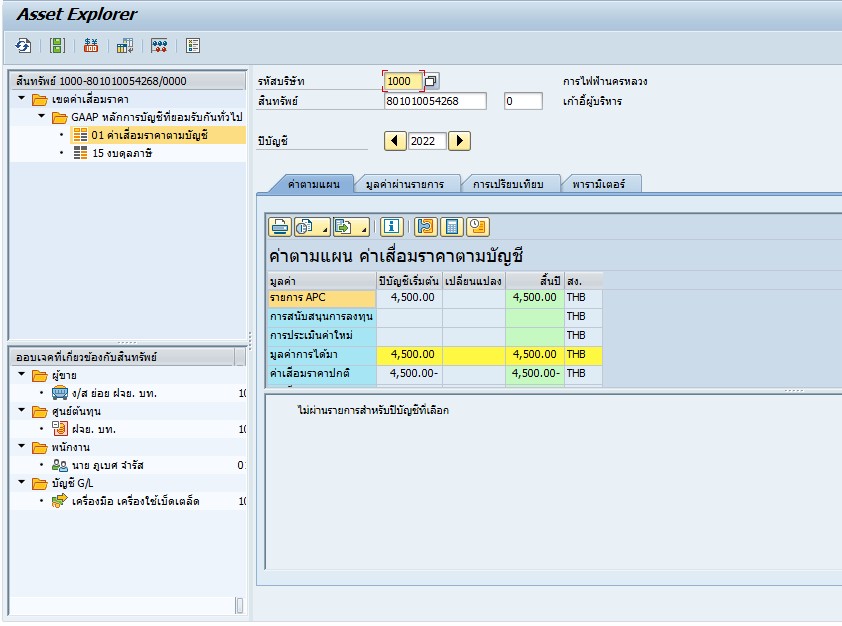 Asset Explorer
สินทรัพย์ 1000-801010054268/0000
เขตค่าเสื่อมราคา
GAAP หลักการบัญชีที่ยอมรับกันทั่วไป
01 ค่าเสื่อมราคาตามบัญชี
15 งบดุลภาษี
รหัสบริษัท 1000 การไฟฟ้านครหลวง
สินทรัพย์ 801010054268 0 เก้าอี้ผู้บริหาร
ปีบัญชี 2022
ค่าตามแผน มูลค่าผ่านรายการ การเปรียบเทียบ พารามิเตอร์
ค่าตามแผน ค่าเสื่อมราคาตามบัญชี
มูลค่า ปีบัญชีเริ่มต้น เปลี่ยนแปลง สิ้นปี สง.
รายการ APC 4,500.00 4,500.00 THB
การสนับสนุนการลงทุน THB
การประเมินค่าใหม่ THB
มูลค่าการได้มา 4,500.00 4,500.00 THB
ค่าเสื่อมราคาปกติ 4,500.00- 4,500.00- THB
ไม่ผ่านรายการสำหรับปีบัญชีที่เลือก
ออบเจคที่เกี่ยวข้องกับสินทรัพย์
ผู้ขาย
ง/ส ย่อย ฝจย. บท. 10
ศูนย์ต้นทุน
ฝจย. บท. 10
พนักงาน
นาย ภูเบศ จำรัส 0
บัญชี G/L
เครื่องมือ เครื่องใช้เบ็ดเตล็ด 10